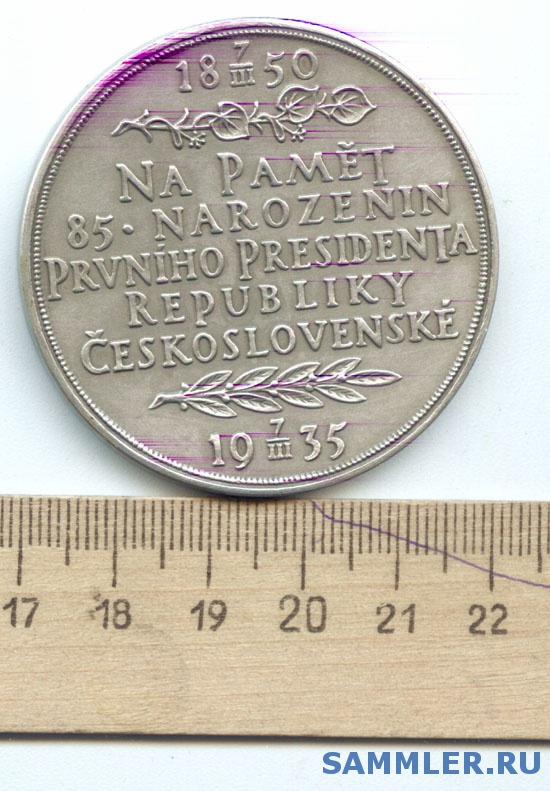 18 7/III 50
NA PAMĚT
85. NAROZENIN
PRVNÍHO PRESIDENTA
REPUBLIKY
ČESKOSLOVENSKÉ
19 7/III 35
17 18 19 20 21 22
SAMMLER.RU